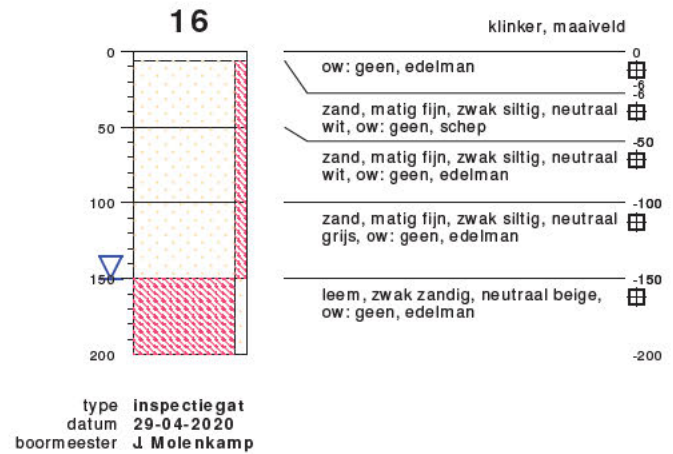 16
klinker, maaiveld
0
0
ow: geen, edelman
-6
-6
zand, matig fijn, zwak siltig, neutraal
wit, ow: geen, schep
50
-50
zand, matig fijn, zwak siltig, neutraal
wit, ow: geen, edelman
100
-100
zand, matig fijn, zwak siltig, neutraal
grijs, ow: geen, edelman
150
-150
leem, zwak zandig, neutraal beige,
ow: geen, edelman
200
-200
type inspectiegat
datum 29-04-2020
boormeester J. Molenkamp